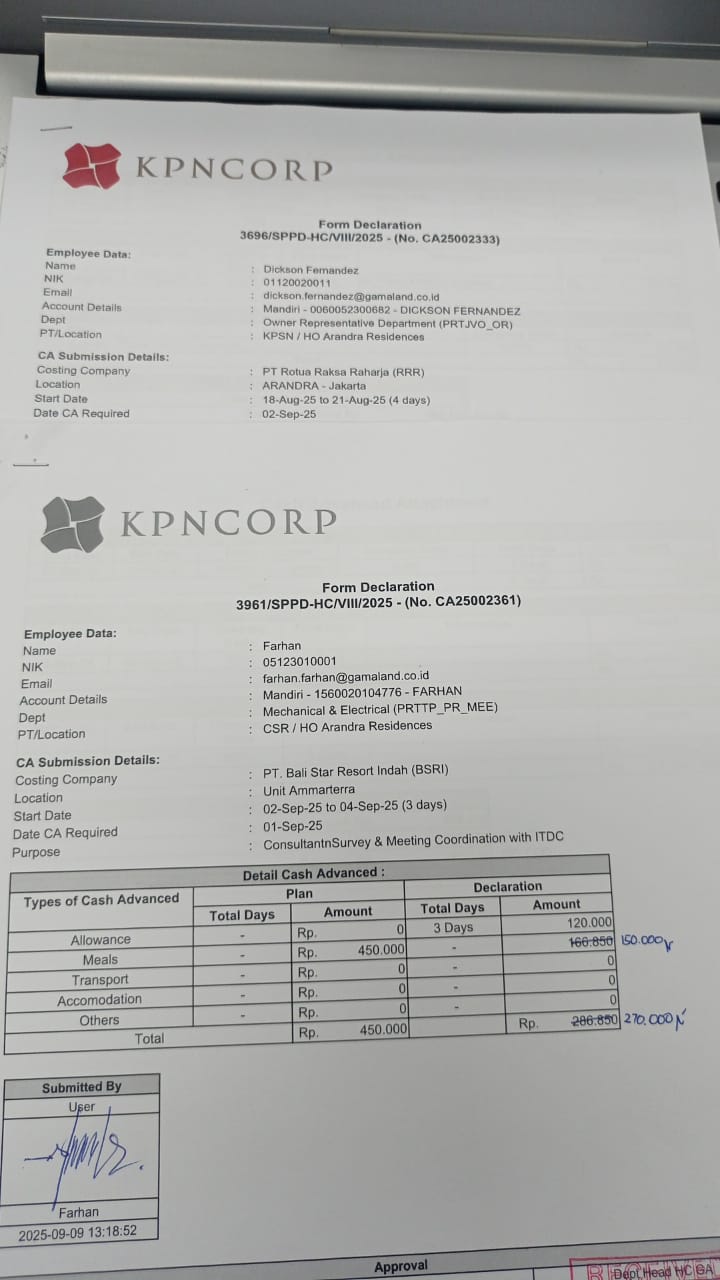 KPNCORP
Form Declaration
3696/SPPD-HC/VIII/2025 - (No. CA25002333)
Employee Data:
Name : Dickson Fernandez
NIK : 01120020011
Email : dickson.fernandez@gamaland.co.id
Account Details : Mandiri - 0060052300682 - DICKSON FERNANDEZ
Dept : Owner Representative Department (PRTJVO_OR)
PT/Location : KPSN / HO Arandra Residences
CA Submission Details:
Costing Company : PT Rotua Raksa Raharja (RRR)
Location : ARANDRA - Jakarta
Start Date : 18-Aug-25 to 21-Aug-25 (4 days)
Date CA Required : 02-Sep-25
KPNCORP
Form Declaration
3961/SPPD-HC/VIII/2025 - (No. CA25002361)
Employee Data:
Name : Farhan
NIK : 05123010001
Email : farhan.farhan@gamaland.co.id
Account Details : Mandiri - 1560020104776 - FARHAN
Dept : Mechanical & Electrical (PRTTP_PR_MEE)
PT/Location : CSR / HO Arandra Residences
CA Submission Details:
Costing Company : PT. Bali Star Resort Indah (BSRI)
Location : Unit Ammarterra
Start Date : 02-Sep-25 to 04-Sep-25 (3 days)
Date CA Required : 01-Sep-25
Purpose : ConsultantnSurvey & Meeting Coordination with ITDC
Detail Cash Advanced :
Types of Cash Advanced Plan Declaration
Total Days Amount Total Days Amount
Allowance - Rp. 0 3 Days 120.000
Meals - Rp. 450.000 - 166.850 150.000
Transport - Rp. 0 - 0
Accomodation - Rp. 0 - 0
Others - Rp. 0 - 0
Total Rp. 450.000 Rp. 286.850 270.000
Submitted By
User
Farhan
2025-09-09 13:18:52
Approval
Dept Head HC GA